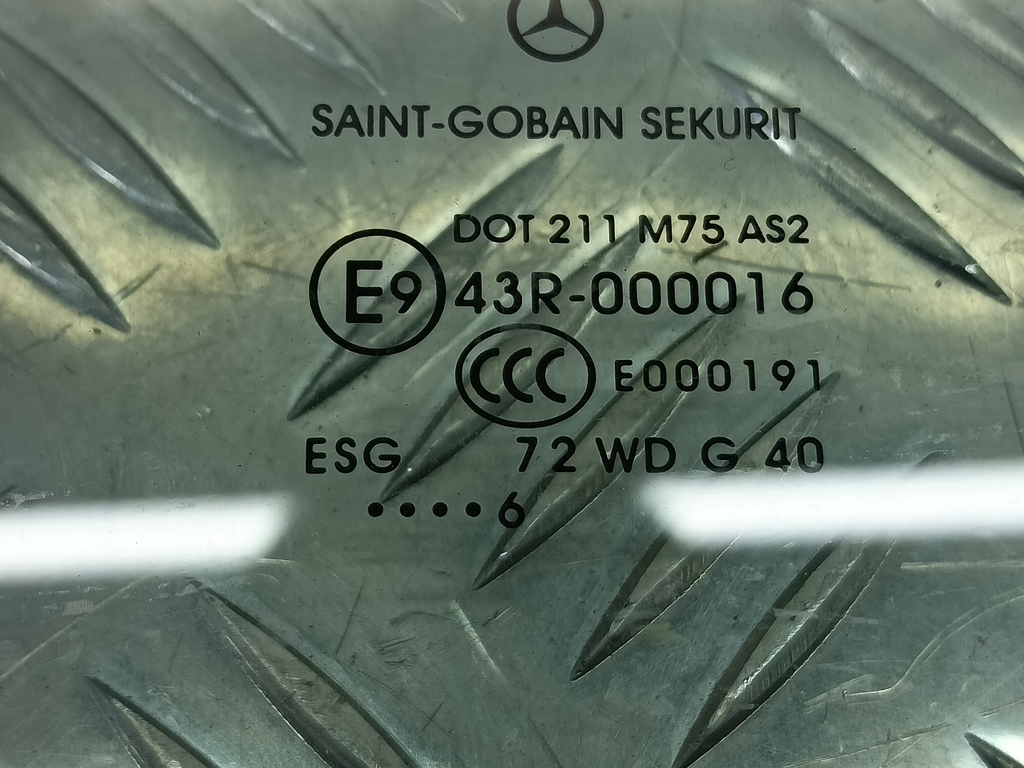 SAINT-GOBAIN SEKURIT
DOT 211 M75 AS2
E9 43R-000016
CCC E000191
ESG 72 WD G 40
••••6